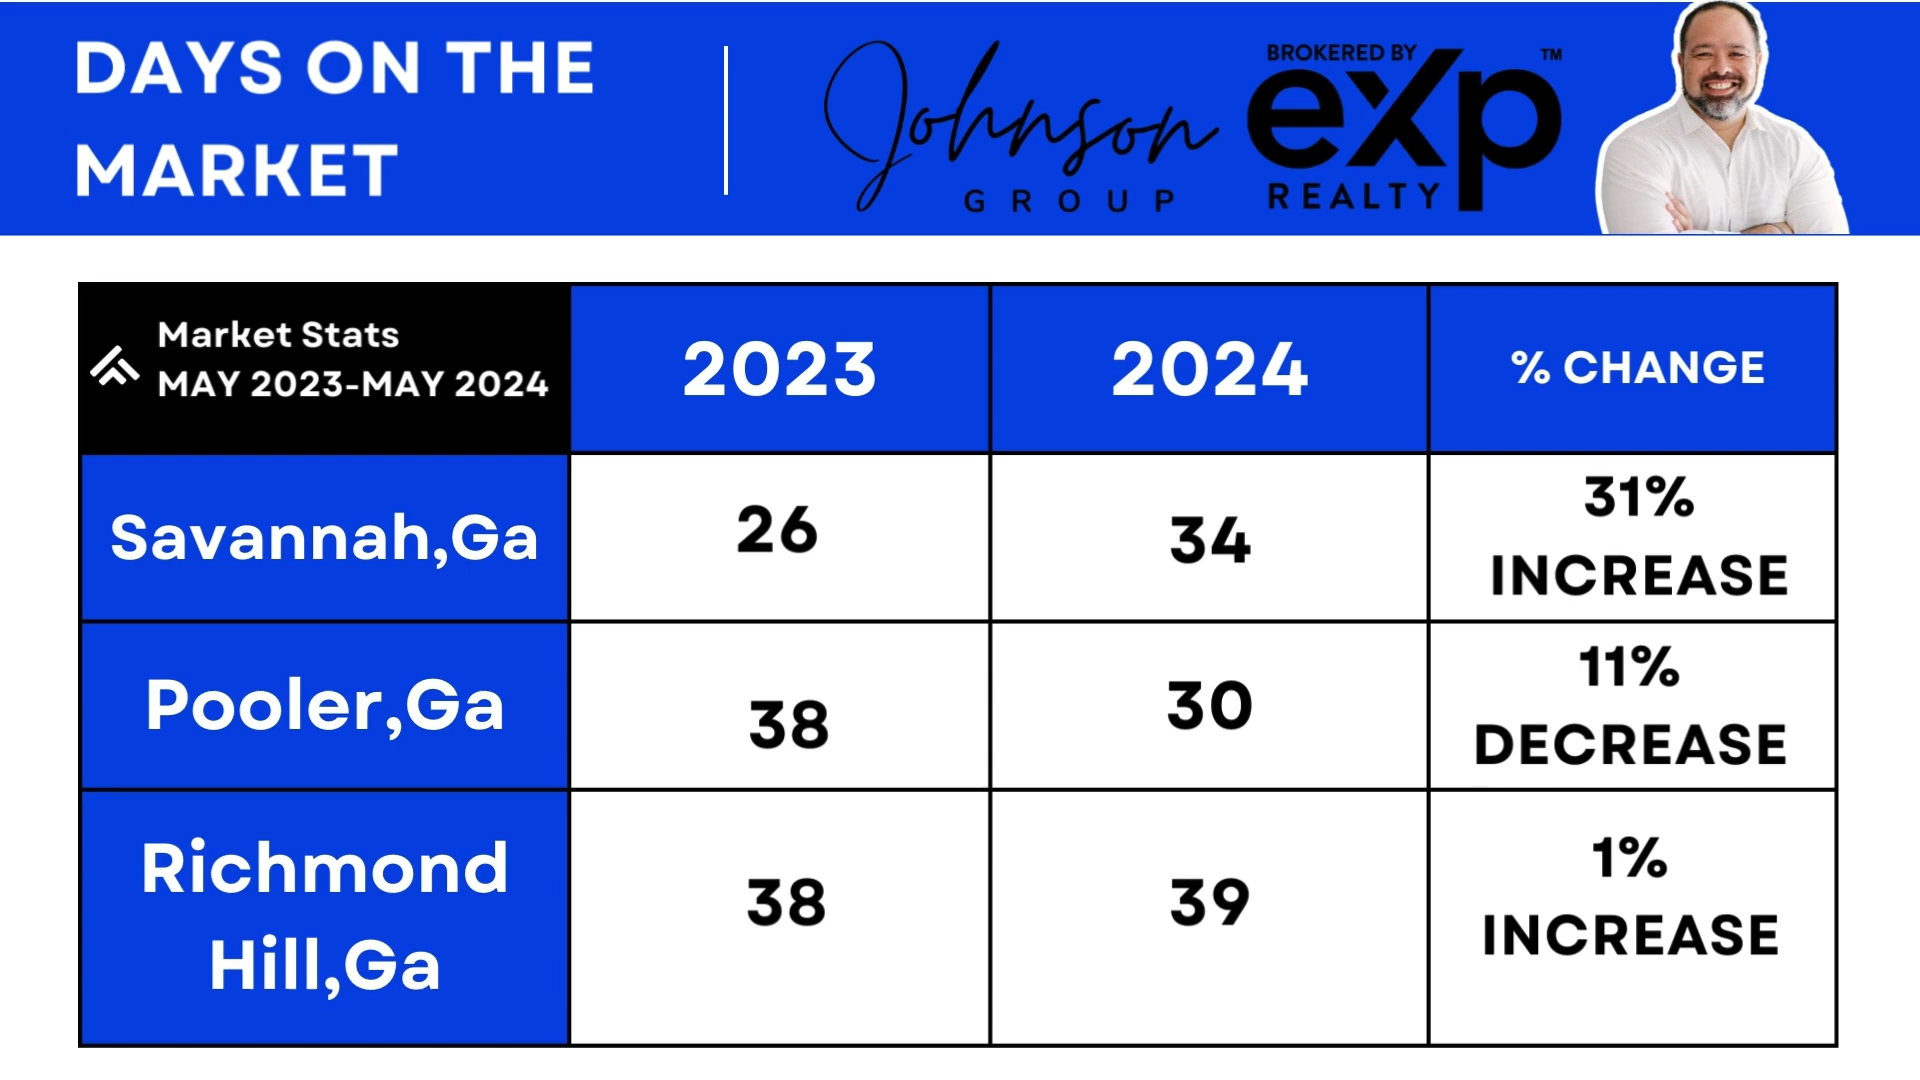 DAYS ON THE
MARKET
Johnson
GROUP
BROKERED BY
eXp
™
REALTY
Market Stats
MAY 2023-MAY 2024
2023
2024
% CHANGE
Savannah,Ga
26
34
31%
INCREASE
Pooler,Ga
38
30
11%
DECREASE
Richmond
Hill,Ga
38
39
1%
INCREASE